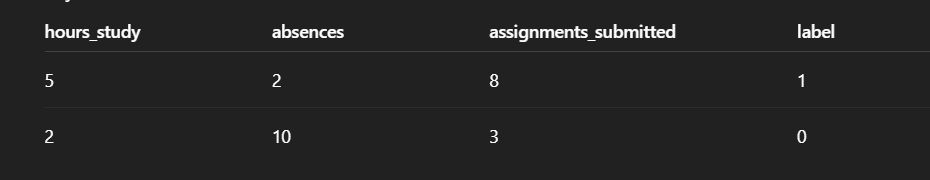 hours_study absences assignments_submitted label
5 2 8 1
2 10 3 0